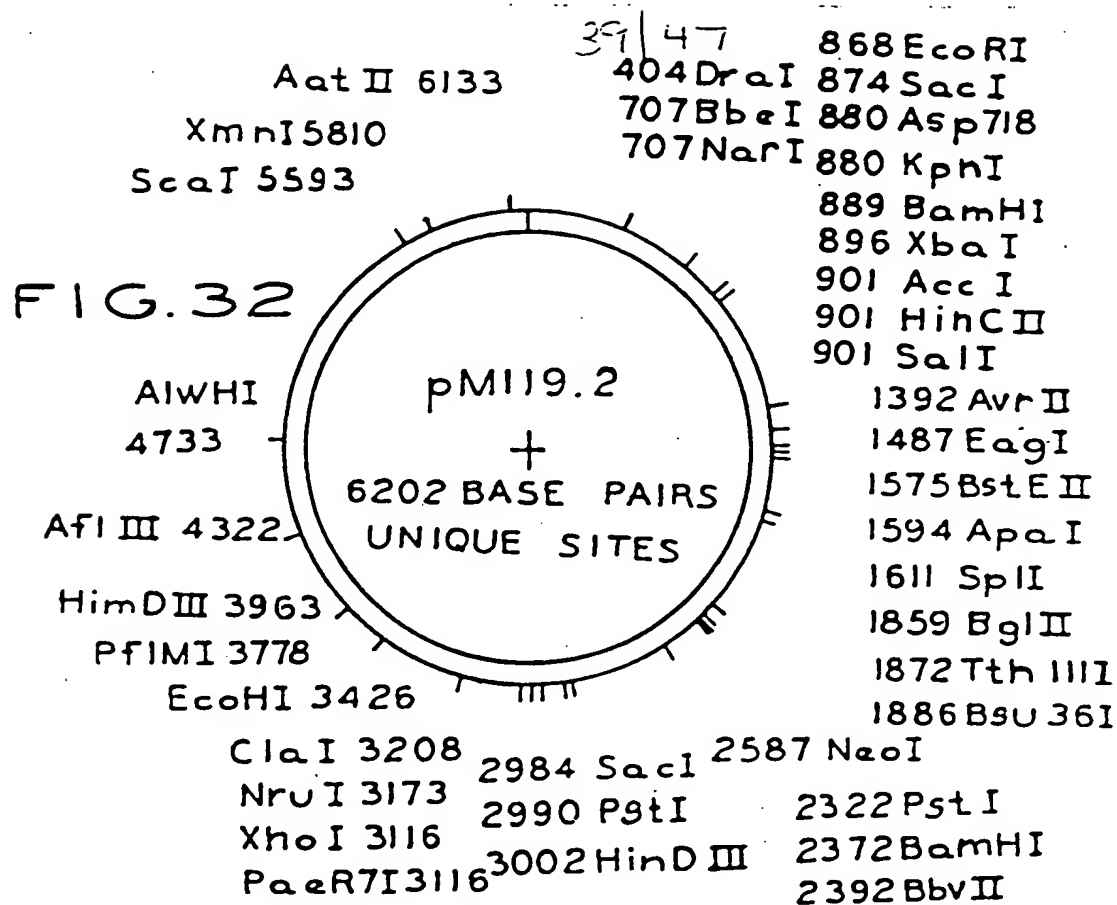 39/47
Aat II 6133
XmnI 5810
ScaI 5593
404 DraI
707 BbeI
707 NarI
868 EcoRI
874 SacI
880 Asp718
880 KpnI
889 BamHI
896 XbaI
901 AccI
901 HinCII
901 SalI
FIG.32
pM119.2
+
6202 BASE PAIRS
UNIQUE SITES
AlwHI
4733
AflIII 4322
HimDIII 3963
PflMI 3778
EcoHI 3426
1392 AvrII
1487 EagI
1575 BstEII
1594 ApaI
1611 SplI
1859 BglII
1872 Tth 111I
1886 Bsu36I
ClaI 3208
NruI 3173
XhoI 3116
PaeR7I 3116
2984 Sac1
2990 PstI
3002 HinDIII
2587 NeoI
2322 PstI
2372 BamHI
2392 BbvII